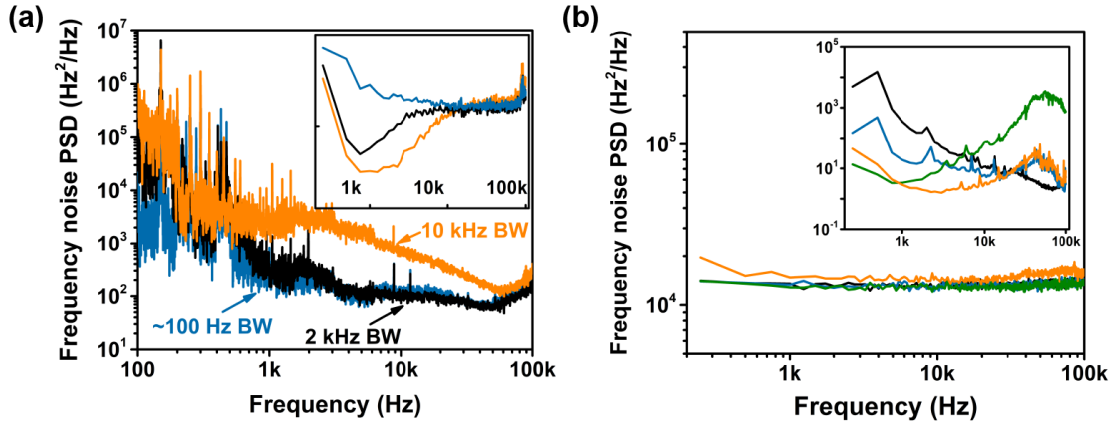 (a)
Frequency noise PSD (Hz²/Hz)
10⁷
10⁶
10⁵
10⁴
10³
10²
10¹
1k
10k
100k
10 kHz BW
~100 Hz BW
2 kHz BW
100
1k
10k
100k
Frequency (Hz)
(b)
Frequency noise PSD (Hz²/Hz)
10⁵
10⁴
10⁵
10³
10¹
10⁻¹
1k
10k
100k
1k
10k
100k
Frequency (Hz)